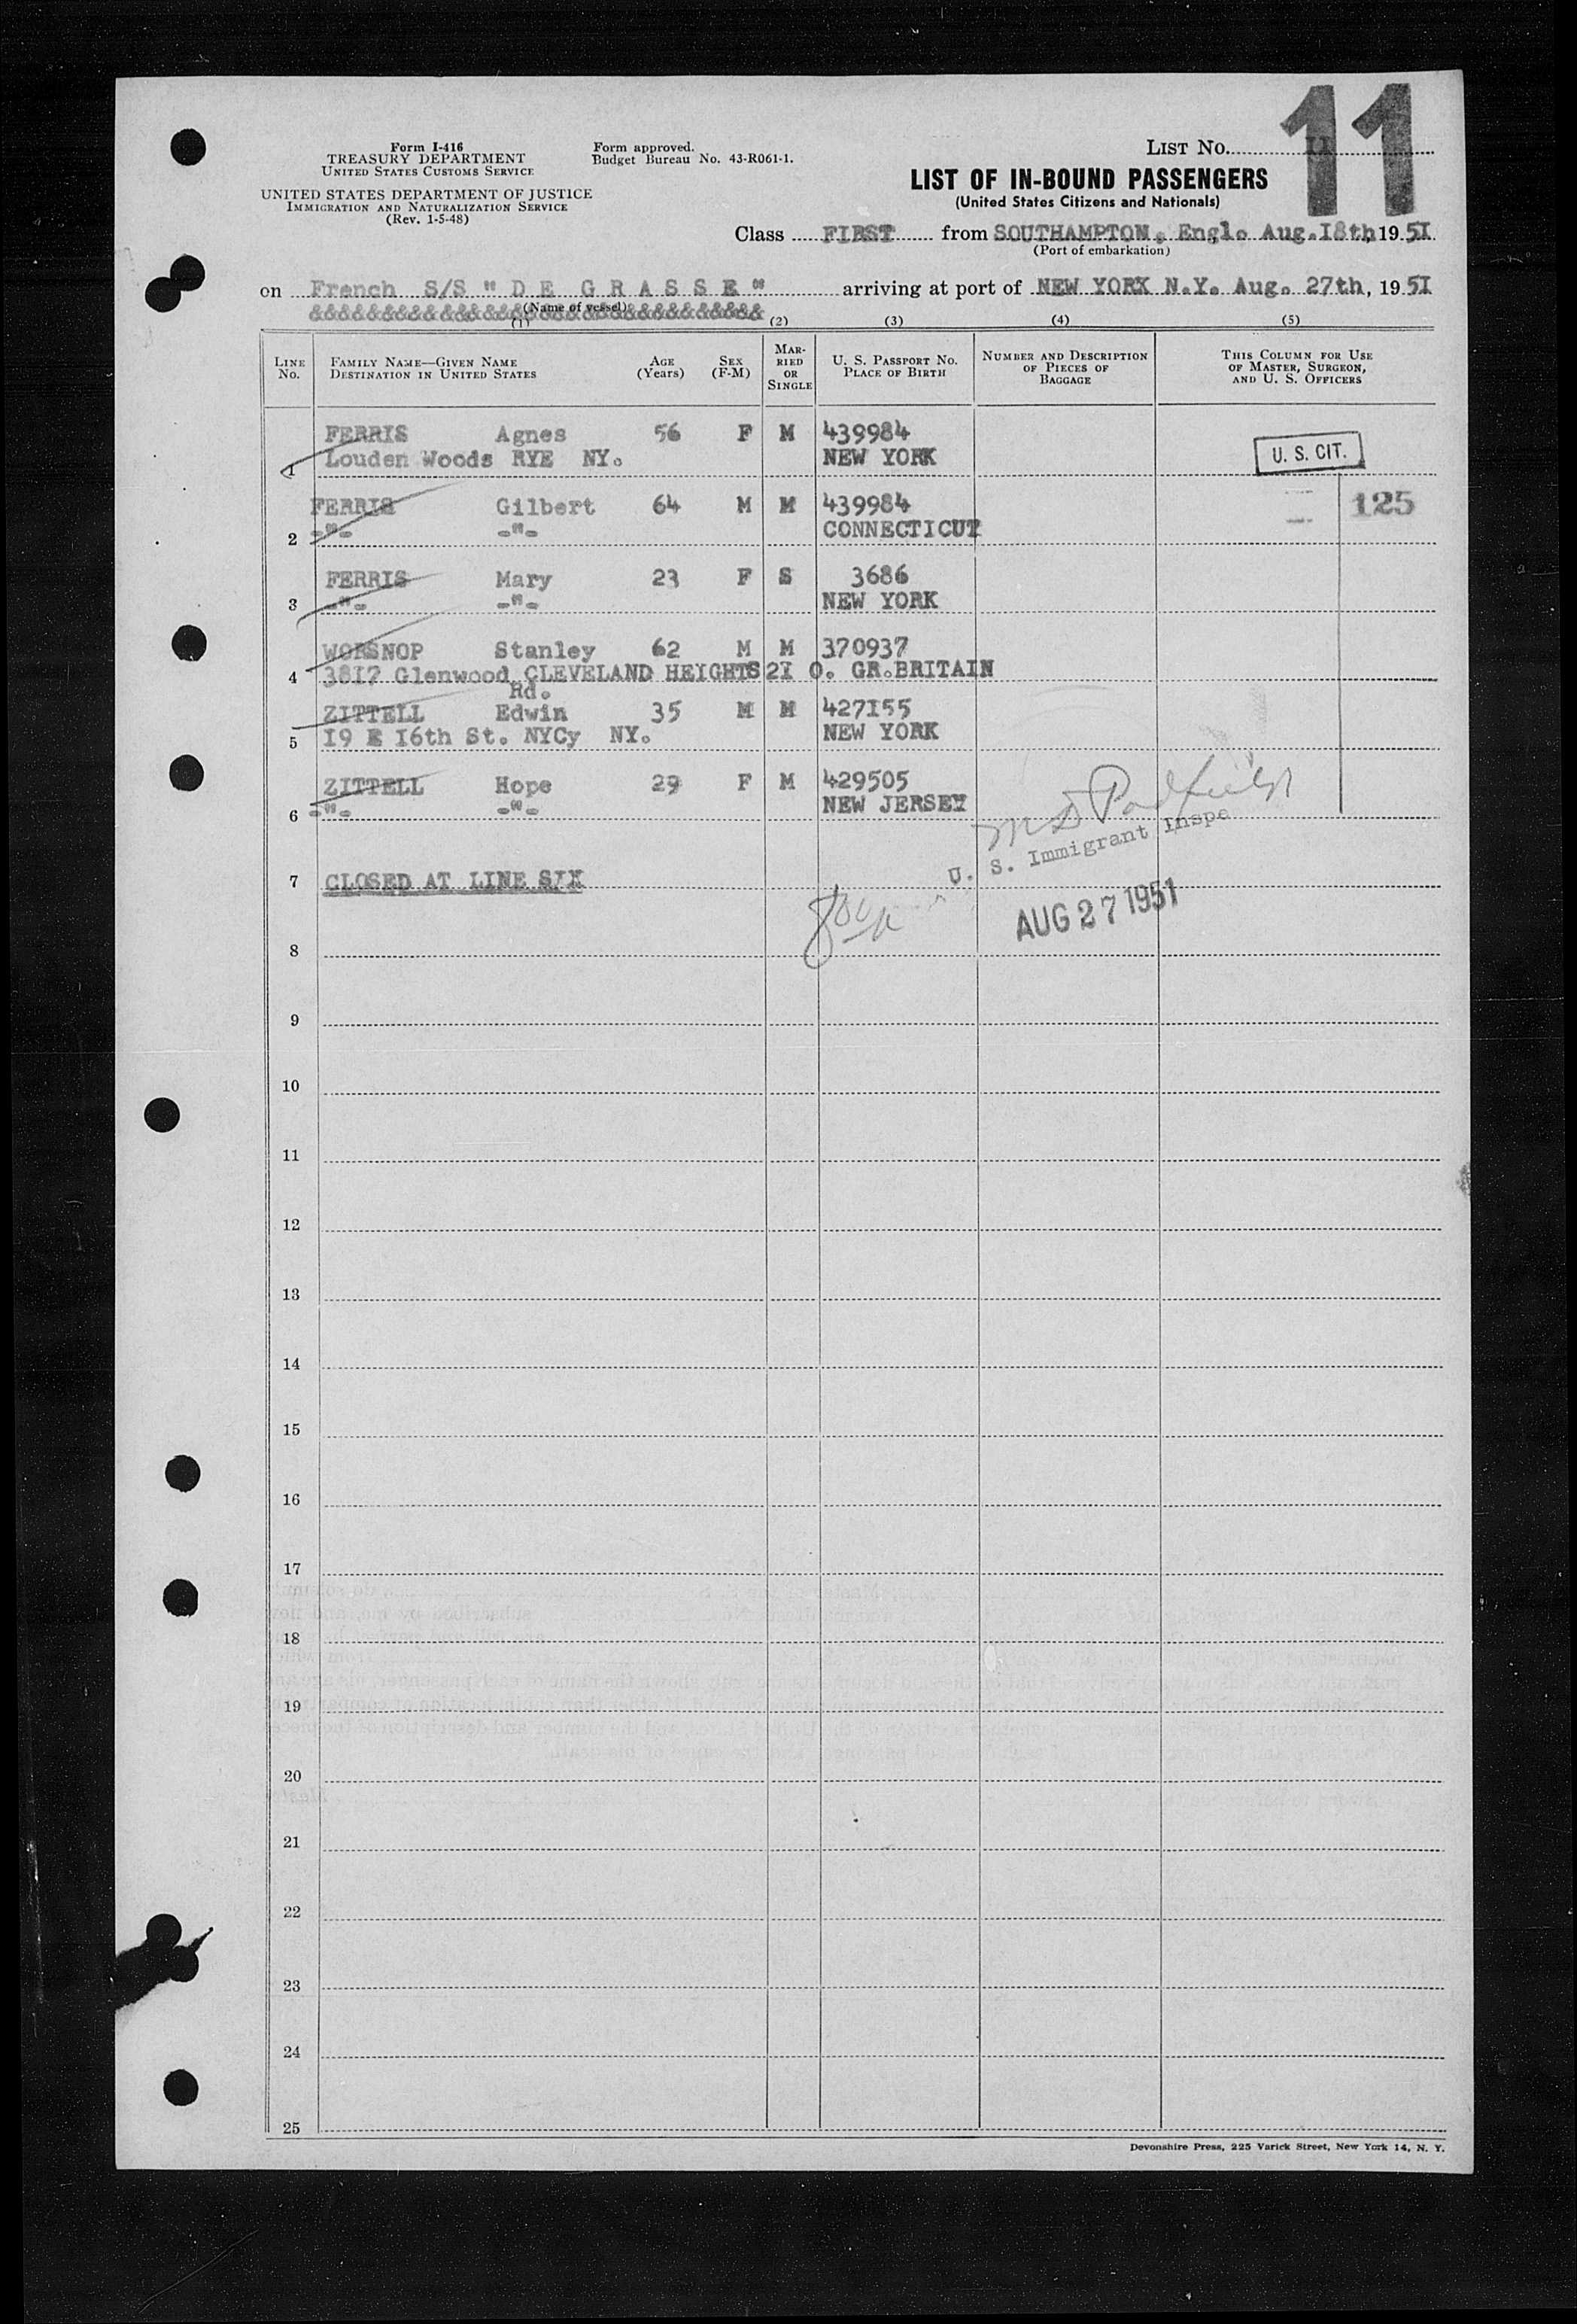 11
Form I-416
TREASURY DEPARTMENT
UNITED STATES CUSTOMS SERVICE
UNITED STATES DEPARTMENT OF JUSTICE
IMMIGRATION AND NATURALIZATION SERVICE
(Rev. 1-5-48)
Form approved.
Budget Bureau No. 43-R061-1.
LIST No. 11
LIST OF IN-BOUND PASSENGERS
(United States Citizens and Nationals)
Class FIRST from SOUTHAMPTON, Engl. Aug.I8th, 19 5I
(Port of embarkation)
on French S/S " D E G R A S S E " arriving at port of NEW YORK N.Y. Aug. 27th, 19 5I
(Name of vessel)
(1) (2) (3) (4) (5)
LINE No.
FAMILY NAME—GIVEN NAME
DESTINATION IN UNITED STATES
AGE (Years)
SEX (F-M)
MARRIED OR SINGLE
U. S. PASSPORT No.
PLACE OF BIRTH
NUMBER AND DESCRIPTION OF PIECES OF BAGGAGE
THIS COLUMN FOR USE OF MASTER, SURGEON, AND U. S. OFFICERS
FERRIS Agnes 56 F M 439984
1 Louden Woods RYE NY. NEW YORK
U. S. CIT.
FERRIS Gilbert 64 M M 439984 125
2 -"- -"- CONNECTICUT
FERRIS Mary 23 F S 3686
3 -"- -"- NEW YORK
WORSNOP Stanley 62 M M 370937
4 38I7 Glenwood Rd. CLEVELAND HEIGHTS 2I O. GR.BRITAIN
ZITTELL Edwin 35 M M 427I55
5 I9 E I6th St. NYCy NY. NEW YORK
ZITTELL Hope 29 F M 429505
6 -"- -"- NEW JERSEY
U. S. Immigrant Inspe
7 CLOSED AT LINE SIX
AUG 27 1951
8
9
10
11
12
13
14
15
16
17
18
19
20
21
22
23
24
25
Devonshire Press, 225 Varick Street, New York 14, N. Y.